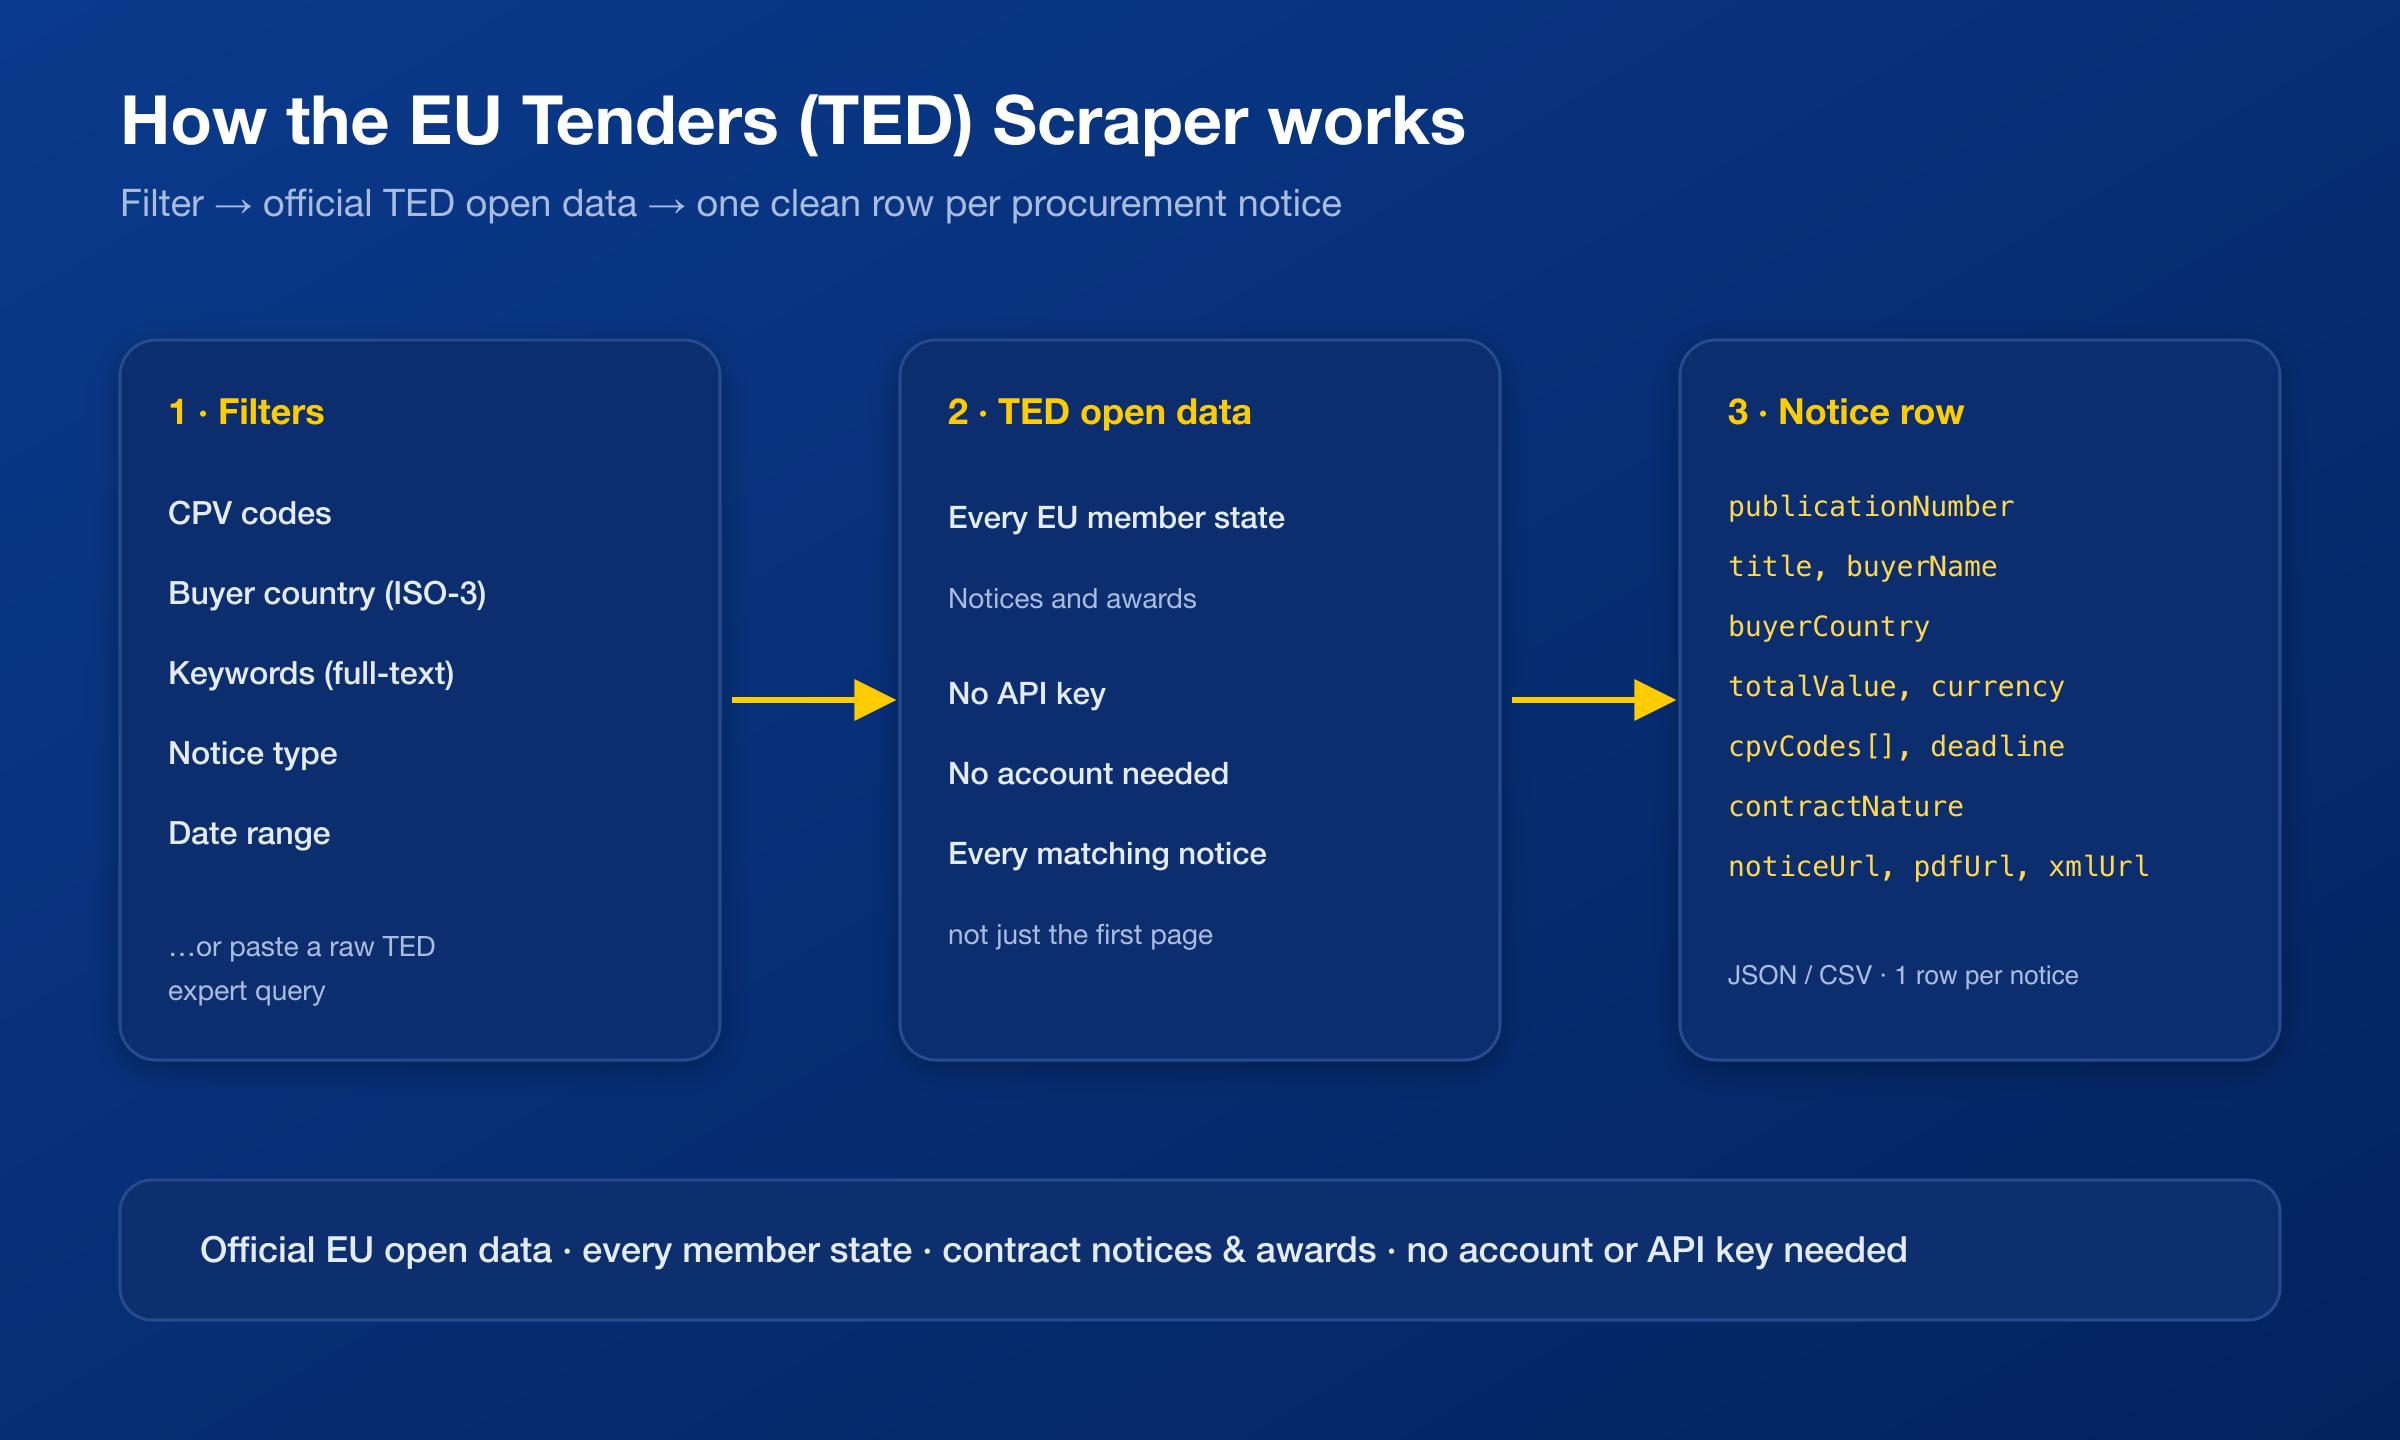 How the EU Tenders (TED) Scraper works
Filter → official TED open data → one clean row per procurement notice
1 · Filters
CPV codes
Buyer country (ISO-3)
Keywords (full-text)
Notice type
Date range
…or paste a raw TED
expert query
2 · TED open data
Every EU member state
Notices and awards
No API key
No account needed
Every matching notice
not just the first page
3 · Notice row
publicationNumber
title, buyerName
buyerCountry
totalValue, currency
cpvCodes[], deadline
contractNature
noticeUrl, pdfUrl, xmlUrl
JSON / CSV · 1 row per notice
Official EU open data · every member state · contract notices & awards · no account or API key needed